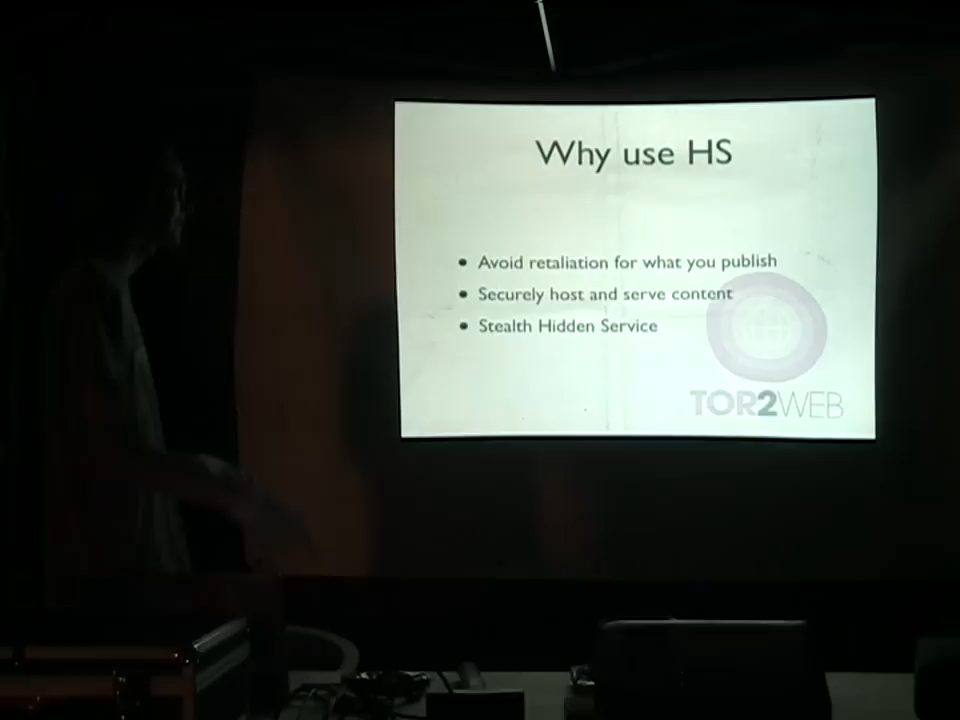 Why use HS
• Avoid retaliation for what you publish
• Securely host and serve content
• Stealth Hidden Service
TOR2WEB